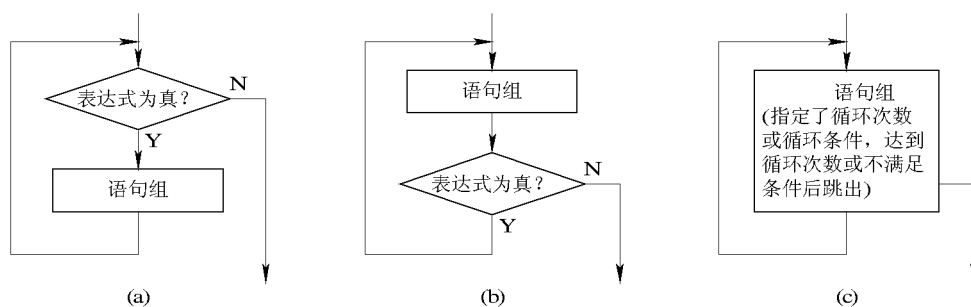 表达式为真？
N
Y
语句组
(a)
语句组
表达式为真？
N
Y
(b)
语句组
(指定了循环次数
或循环条件，达到
循环次数或不满足
条件后跳出)
(c)